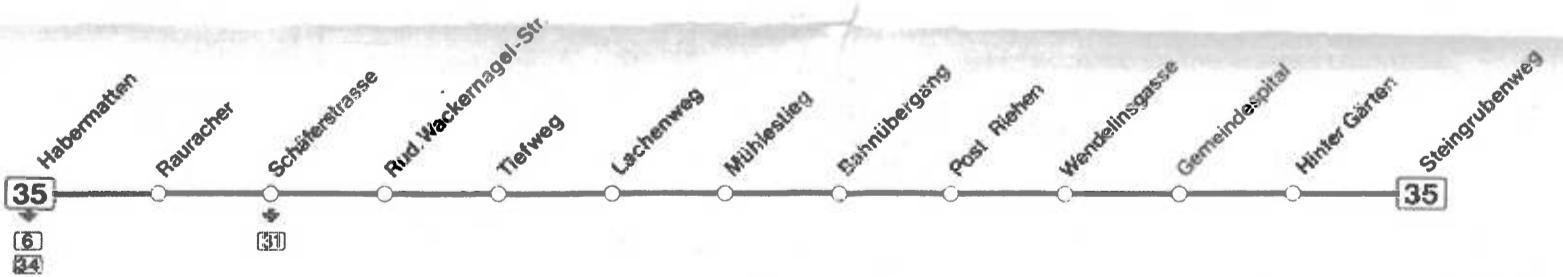 Habermatten
Rauracher
Schäferstrasse
Rud. Wackernagel-Str.
Tiefweg
Lachenweg
Mühlestieg
Bahnübergang
Post Riehen
Wendelinsgasse
Gemeindespital
Hinter Gärten
Steingrubenweg
35
35
6
31
34